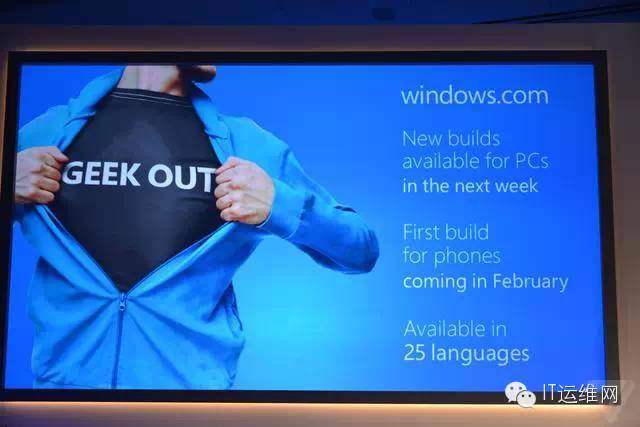 GEEK OUT
windows.com
New builds
available for PCs
in the next week
First build
for phones
coming in February
Available in
25 languages
IT运维网